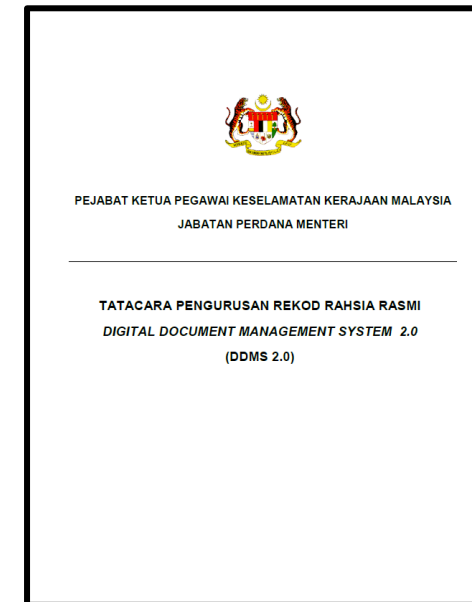 PEJABAT KETUA PEGAWAI KESELAMATAN KERAJAAN MALAYSIA
JABATAN PERDANA MENTERI
TATACARA PENGURUSAN REKOD RAHSIA RASMI
DIGITAL DOCUMENT MANAGEMENT SYSTEM 2.0
(DDMS 2.0)